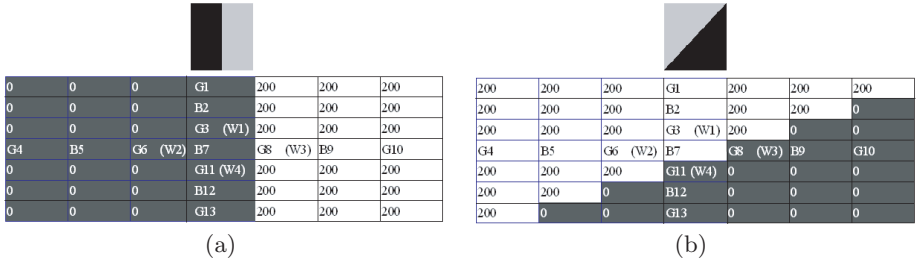 0 0 0 G1 200 200 200
0 0 0 B2 200 200 200
0 0 0 G3 (W1) 200 200 200
G4 B5 G6 (W2) B7 G8 (W3) B9 G10
0 0 0 G11 (W4) 200 200 200
0 0 0 B12 200 200 200
0 0 0 G13 200 200 200
(a)
200 200 200 G1 200 200 200
200 200 200 B2 200 200 0
200 200 200 G3 (W1) 200 0 0
G4 B5 G6 (W2) B7 G8 (W3) B9 G10
200 200 200 G11 (W4) 0 0 0
200 200 0 B12 0 0 0
200 0 0 G13 0 0 0
(b)